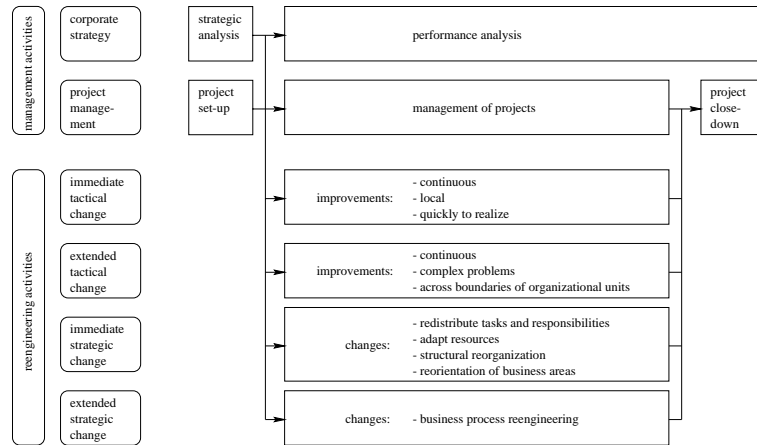 management activities
corporate
strategy
strategic
analysis
performance analysis
project
manage-
ment
project
set-up
management of projects
project
close-
down
reengineering activities
immediate
tactical
change
improvements:
- continuous
- local
- quickly to realize
extended
tactical
change
improvements:
- continuous
- complex problems
- across boundaries of organizational units
immediate
strategic
change
changes:
- redistribute tasks and responsibilities
- adapt resources
- structural reorganization
- reorientation of business areas
extended
strategic
change
changes:
- business process reengineering